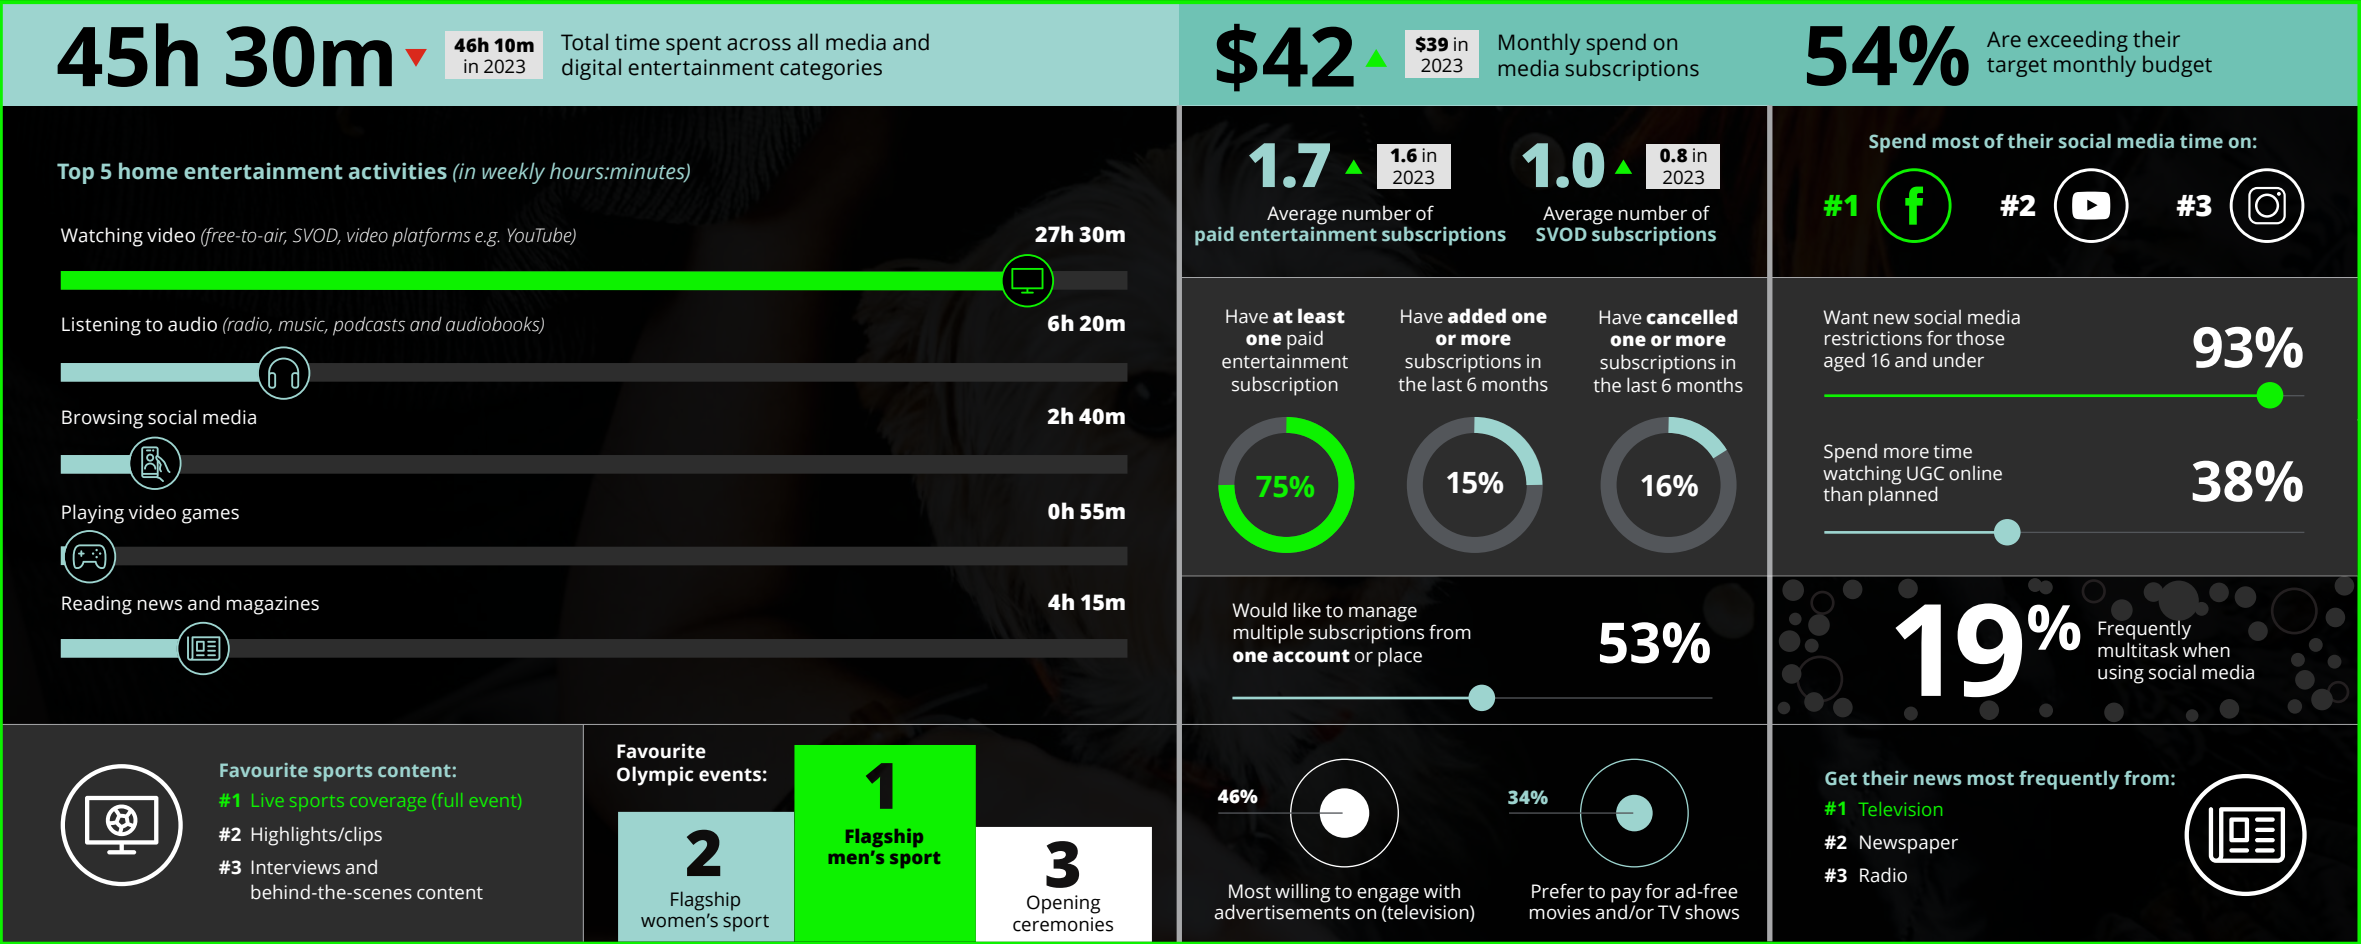 45h 30m
46h 10m
in 2023
Total time spent across all media and
digital entertainment categories
$42
$39 in
2023
Monthly spend on
media subscriptions
54%
Are exceeding their
target monthly budget
Top 5 home entertainment activities (in weekly hours:minutes)
Watching video (free-to-air, SVOD, video platforms e.g. YouTube)
27h 30m
Listening to audio (radio, music, podcasts and audiobooks)
6h 20m
Browsing social media
2h 40m
Playing video games
0h 55m
Reading news and magazines
4h 15m
Favourite sports content:
#1 Live sports coverage (full event)
#2 Highlights/clips
#3 Interviews and
behind-the-scenes content
Favourite
Olympic events:
1
Flagship
men's sport
2
Flagship
women's sport
3
Opening
ceremonies
1.7
1.6 in
2023
Average number of
paid entertainment subscriptions
1.0
0.8 in
2023
Average number of
SVOD subscriptions
Have at least
one paid
entertainment
subscription
75%
Have added one
or more
subscriptions in
the last 6 months
15%
Have cancelled
one or more
subscriptions in
the last 6 months
16%
Would like to manage
multiple subscriptions from
one account or place
53%
46%
Most willing to engage with
advertisements on (television)
34%
Prefer to pay for ad-free
movies and/or TV shows
Spend most of their social media time on:
#1
#2
#3
Want new social media
restrictions for those
aged 16 and under
93%
Spend more time
watching UGC online
than planned
38%
19%
Frequently
multitask when
using social media
Get their news most frequently from:
#1 Television
#2 Newspaper
#3 Radio